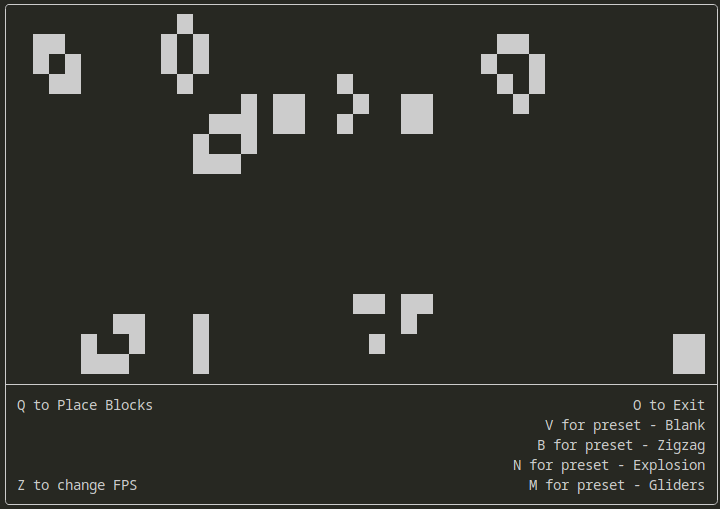 Q to Place Blocks
O to Exit
V for preset - Blank
B for preset - Zigzag
N for preset - Explosion
Z to change FPS
M for preset - Gliders